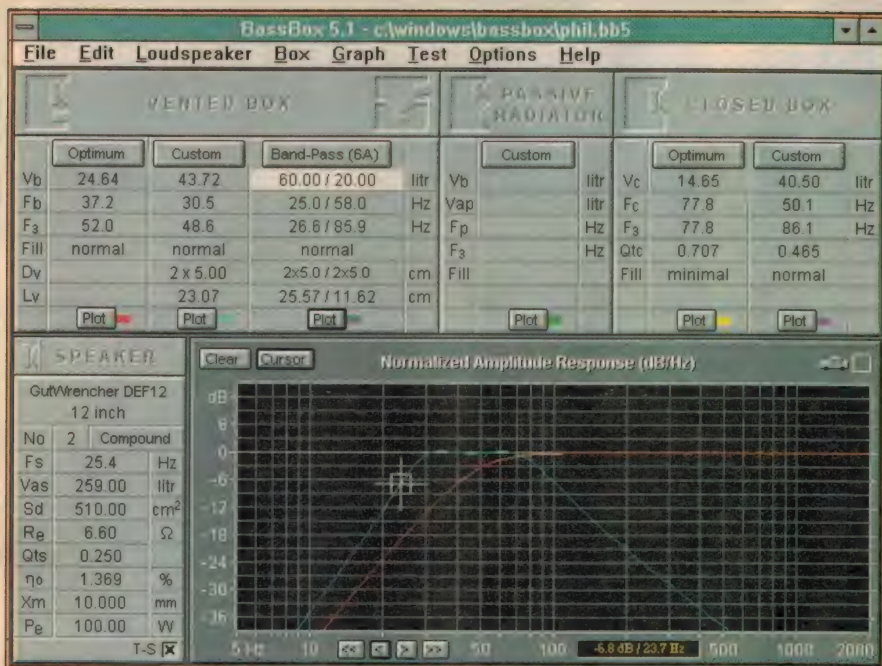 BassBox 5.1 - c:\windows\bassbox\phil.bb5
File Edit Loudspeaker Box Graph Test Options Help
VENTED BOX
PASSIVE RADIATOR
CLOSED BOX
Optimum Custom Band-Pass (6A) Custom Optimum Custom
Vb 24.64 43.72 60.00 / 20.00 litr Vb litr Vc 14.65 40.50 litr
Fb 37.2 30.5 25.0 / 58.0 Hz Vap litr Fc 77.8 50.1 Hz
F3 52.0 48.6 26.6 / 85.9 Hz Fp Hz F3 77.8 86.1 Hz
Fill normal normal normal F3 Hz Qtc 0.707 0.465
Dv 2 x 5.00 2x5.0 / 2x5.0 cm Fill Fill minimal normal
Lv 23.07 25.57 / 11.62 cm
Plot Plot Plot Plot Plot Plot
SPEAKER
Clear Cursor Normalized Amplitude Response (dB/Hz)
GutWrencher DEF12
12 inch
No 2 Compound
Fs 25.4 Hz
Vas 259.00 litr
Sd 510.00 cm2
Re 6.60 Ω
Qts 0.250
ηo 1.369 %
Xm 10.000 mm
Pe 100.00 W
T-S X
dB
6
0
-6
-12
-18
-24
-30
-36
5 Hz 10 << < > >> 50 100 -6.8 dB / 23.7 Hz 500 1000 2000